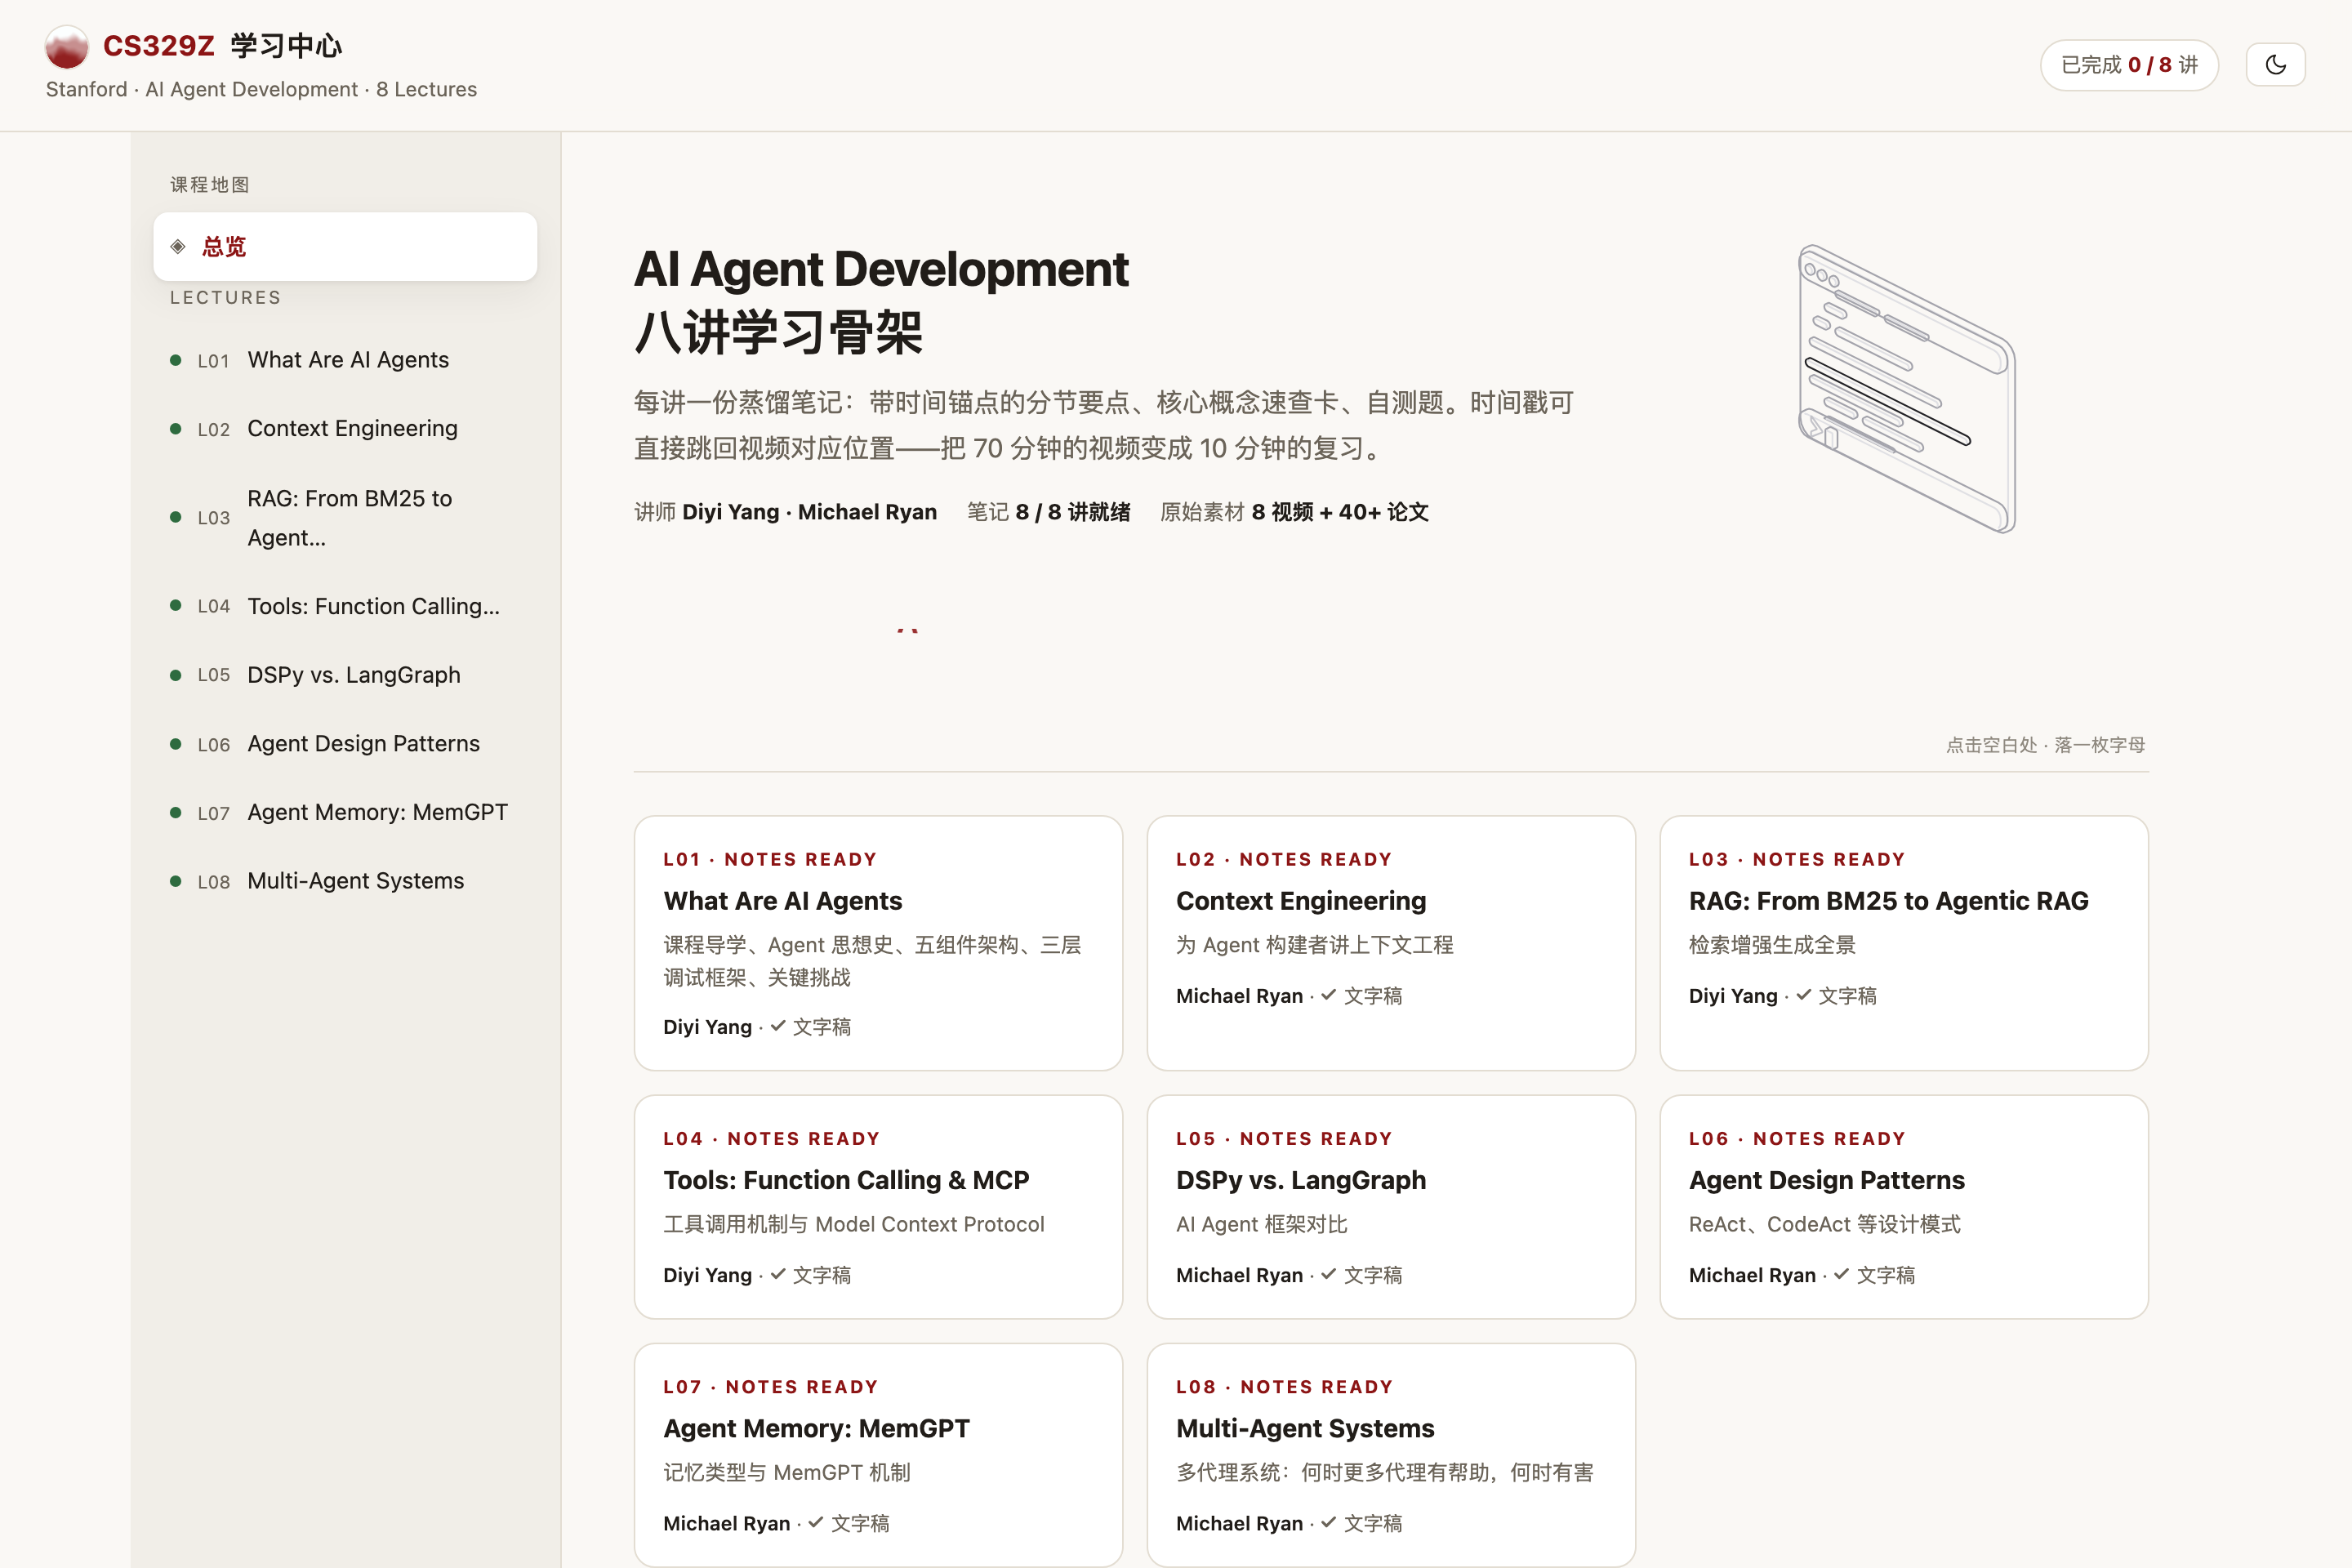 CS329Z 学习中心
Stanford · AI Agent Development · 8 Lectures
已完成 0 / 8 讲
课程地图
◈ 总览
LECTURES
L01 What Are AI Agents
L02 Context Engineering
L03 RAG: From BM25 to
Agent...
L04 Tools: Function Calling...
L05 DSPy vs. LangGraph
L06 Agent Design Patterns
L07 Agent Memory: MemGPT
L08 Multi-Agent Systems
AI Agent Development
八讲学习骨架
每讲一份蒸馏笔记：带时间锚点的分节要点、核心概念速查卡、自测题。时间戳可
直接跳回视频对应位置——把 70 分钟的视频变成 10 分钟的复习。
讲师 Diyi Yang · Michael Ryan 笔记 8 / 8 讲就绪 原始素材 8 视频 + 40+ 论文
点击空白处 · 落一枚字母
L01 · NOTES READY
What Are AI Agents
课程导学、Agent 思想史、五组件架构、三层
调试框架、关键挑战
Diyi Yang · ✓ 文字稿
L02 · NOTES READY
Context Engineering
为 Agent 构建者讲上下文工程
Michael Ryan · ✓ 文字稿
L03 · NOTES READY
RAG: From BM25 to Agentic RAG
检索增强生成全景
Diyi Yang · ✓ 文字稿
L04 · NOTES READY
Tools: Function Calling & MCP
工具调用机制与 Model Context Protocol
Diyi Yang · ✓ 文字稿
L05 · NOTES READY
DSPy vs. LangGraph
AI Agent 框架对比
Michael Ryan · ✓ 文字稿
L06 · NOTES READY
Agent Design Patterns
ReAct、CodeAct 等设计模式
Michael Ryan · ✓ 文字稿
L07 · NOTES READY
Agent Memory: MemGPT
记忆类型与 MemGPT 机制
Michael Ryan · ✓ 文字稿
L08 · NOTES READY
Multi-Agent Systems
多代理系统：何时更多代理有帮助，何时有害
Michael Ryan · ✓ 文字稿